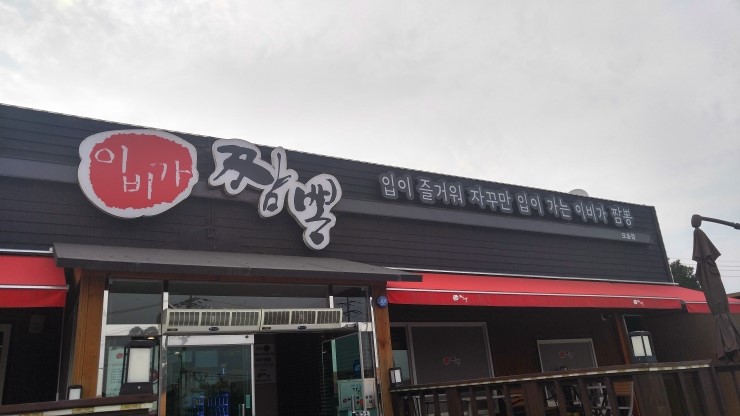 이비가
짬뽕
입이 즐거워 자꾸만 입이 가는 이비가 짬뽕